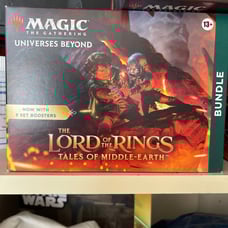 MAGIC
THE GATHERING
UNIVERSES BEYOND
13+
NOW WITH
9 SET BOOSTERS
THE
LORD OF THE RINGS
TALES OF MIDDLE-EARTH
BUNDLE
WARS